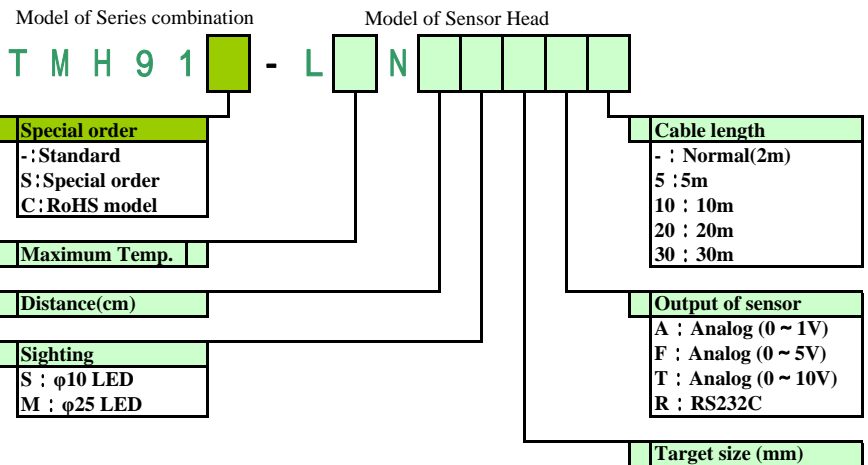 Model of Series combination
Model of Sensor Head
TMH91 - L N
Special order
-:Standard
S:Special order
C:RoHS model
Maximum Temp.
Distance(cm)
Sighting
S : φ10 LED
M : φ25 LED
Cable length
- : Normal(2m)
5 :5m
10 : 10m
20 : 20m
30 : 30m
Output of sensor
A : Analog (0 ~ 1V)
F : Analog (0 ~ 5V)
T : Analog (0 ~ 10V)
R : RS232C
Target size (mm)